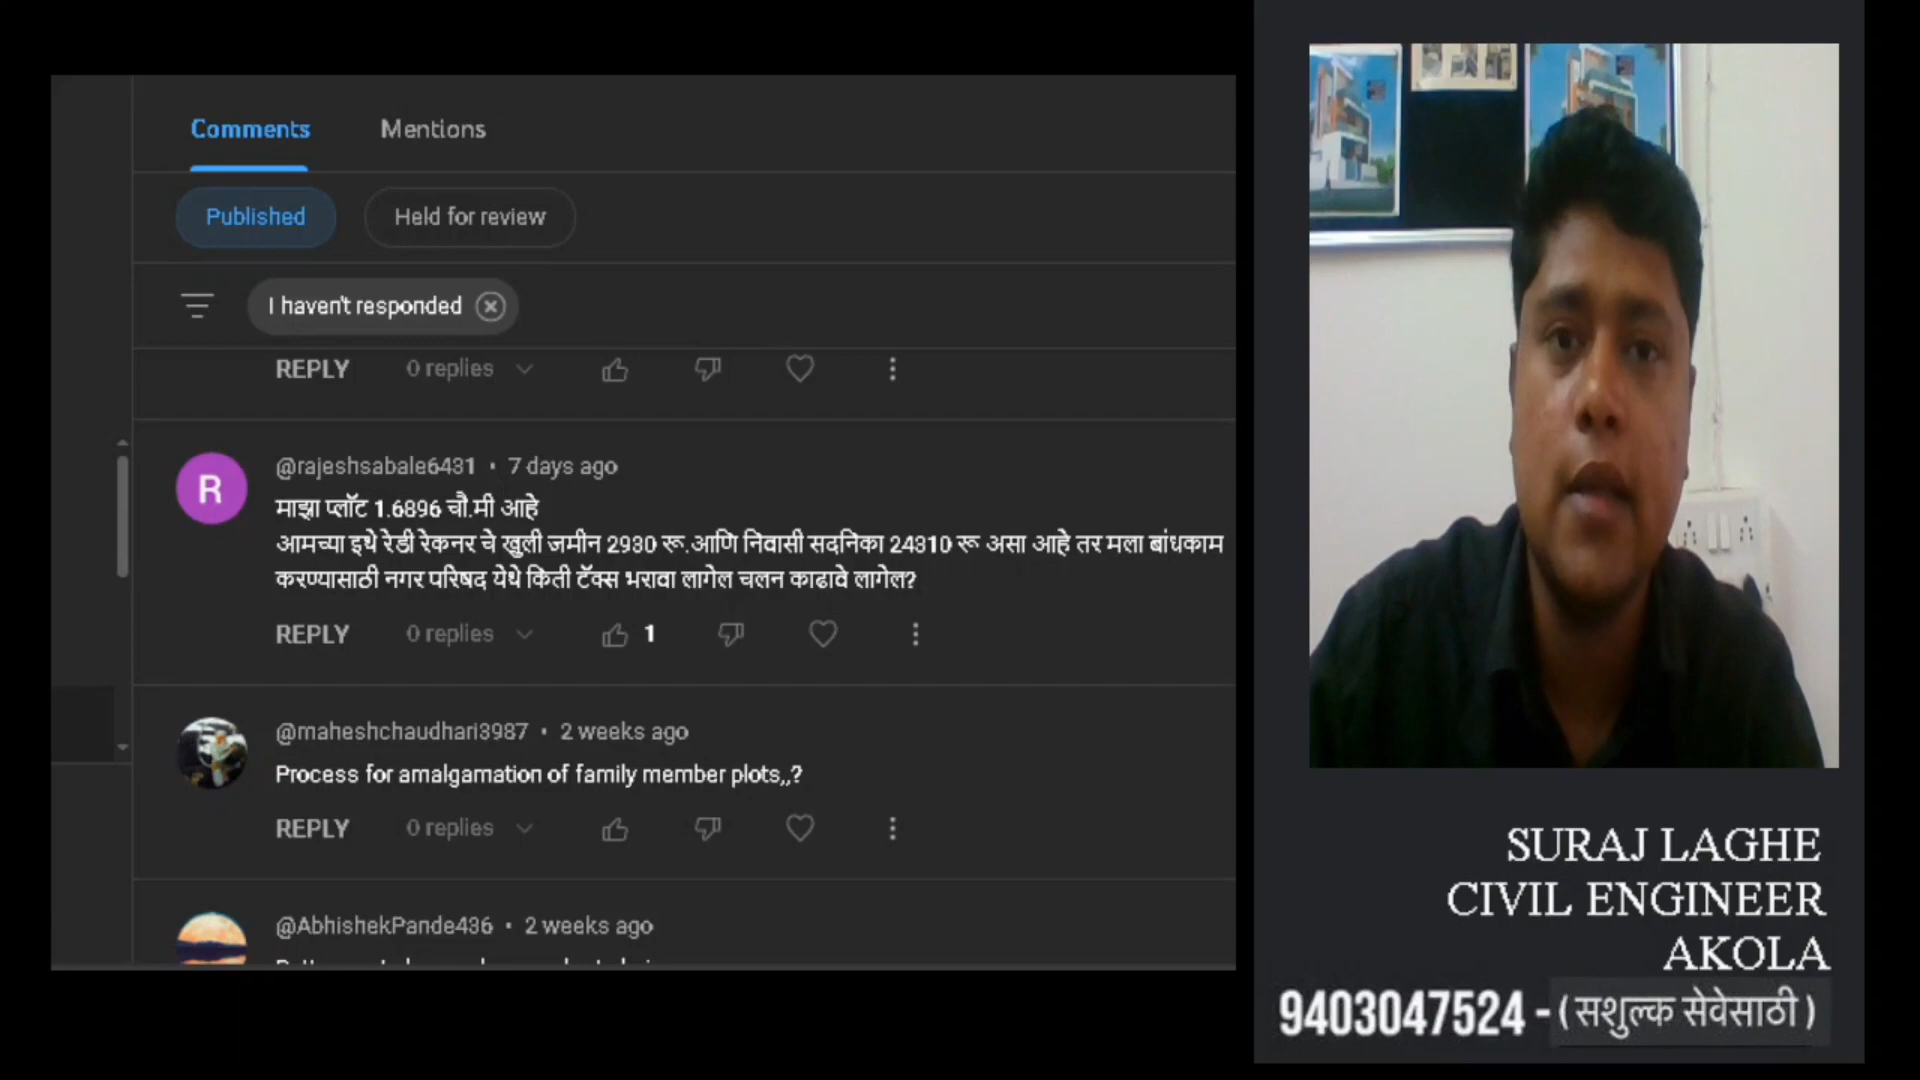 Comments Mentions
Published Held for review
I haven't responded
REPLY 0 replies
R
@rajeshsabale6431 • 7 days ago
माझा प्लॉट 1.6896 चौ.मी आहे
आमच्या इथे रेडी रेकनर चे खुली जमीन 2930 रू.आणि निवासी सदनिका 24310 रू असा आहे तर मला बांधकाम
करण्यासाठी नगर परिषद येथे किती टॅक्स भरावा लागेल चलन काढावे लागेल?
REPLY 0 replies 1
@maheshchaudhari3987 • 2 weeks ago
Process for amalgamation of family member plots,,?
REPLY 0 replies
@AbhishekPande436 • 2 weeks ago
SURAJ LAGHE
CIVIL ENGINEER
AKOLA
9403047524 - (सशुल्क सेवेसाठी)